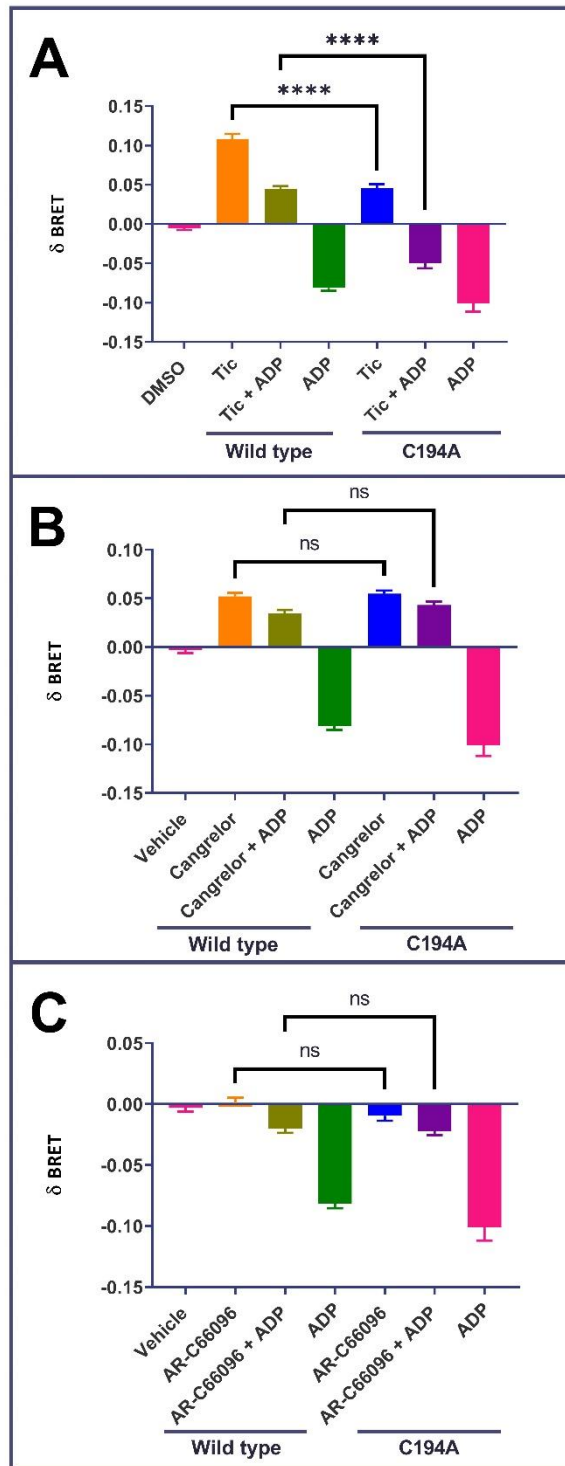 A
****
****
0.15
0.10
0.05
0.00
-0.05
-0.10
-0.15
δ BRET
DMSO
Tic
Tic + ADP
ADP
Tic
Tic + ADP
ADP
Wild type
C194A
B
ns
ns
0.10
0.05
0.00
-0.05
-0.10
-0.15
δ BRET
Vehicle
Cangrelor
Cangrelor + ADP
ADP
Cangrelor
Cangrelor + ADP
ADP
Wild type
C194A
C
ns
ns
0.05
0.00
-0.05
-0.10
-0.15
δ BRET
Vehicle
AR-C66096
AR-C66096 + ADP
ADP
AR-C66096
AR-C66096 + ADP
ADP
Wild type
C194A